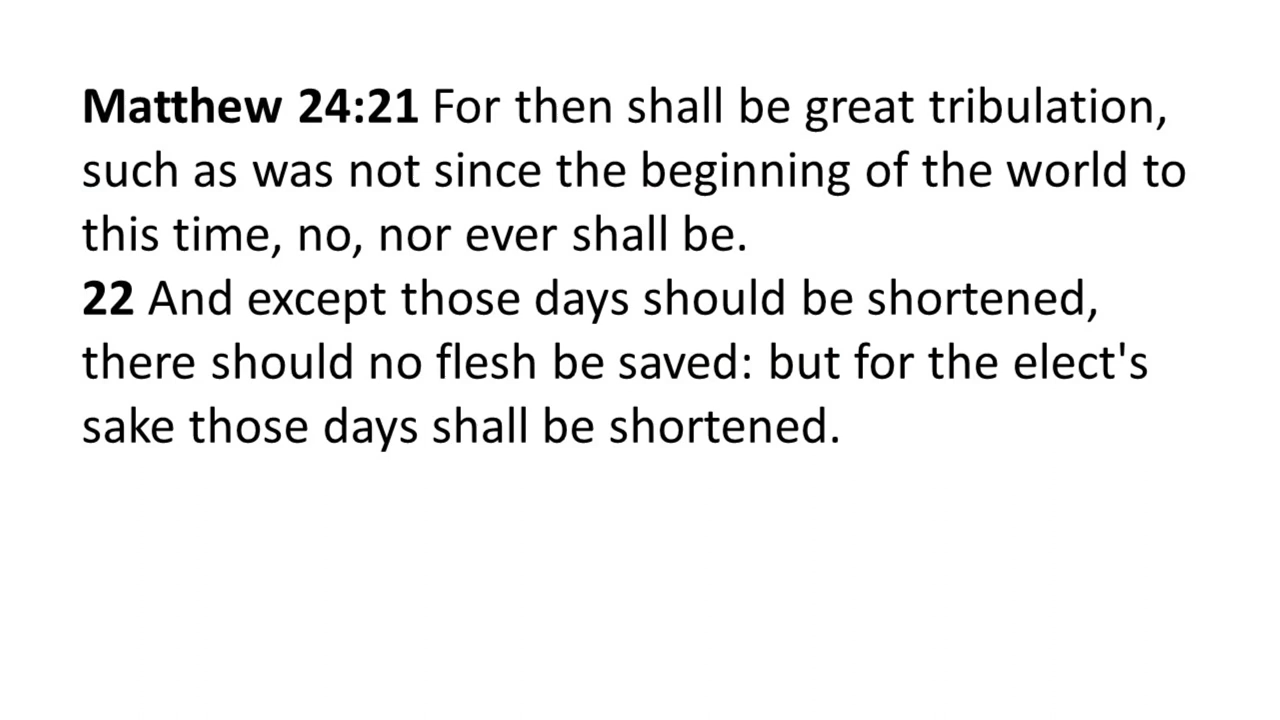 Matthew 24:21 For then shall be great tribulation,
such as was not since the beginning of the world to
this time, no, nor ever shall be.
22 And except those days should be shortened,
there should no flesh be saved: but for the elect's
sake those days shall be shortened.